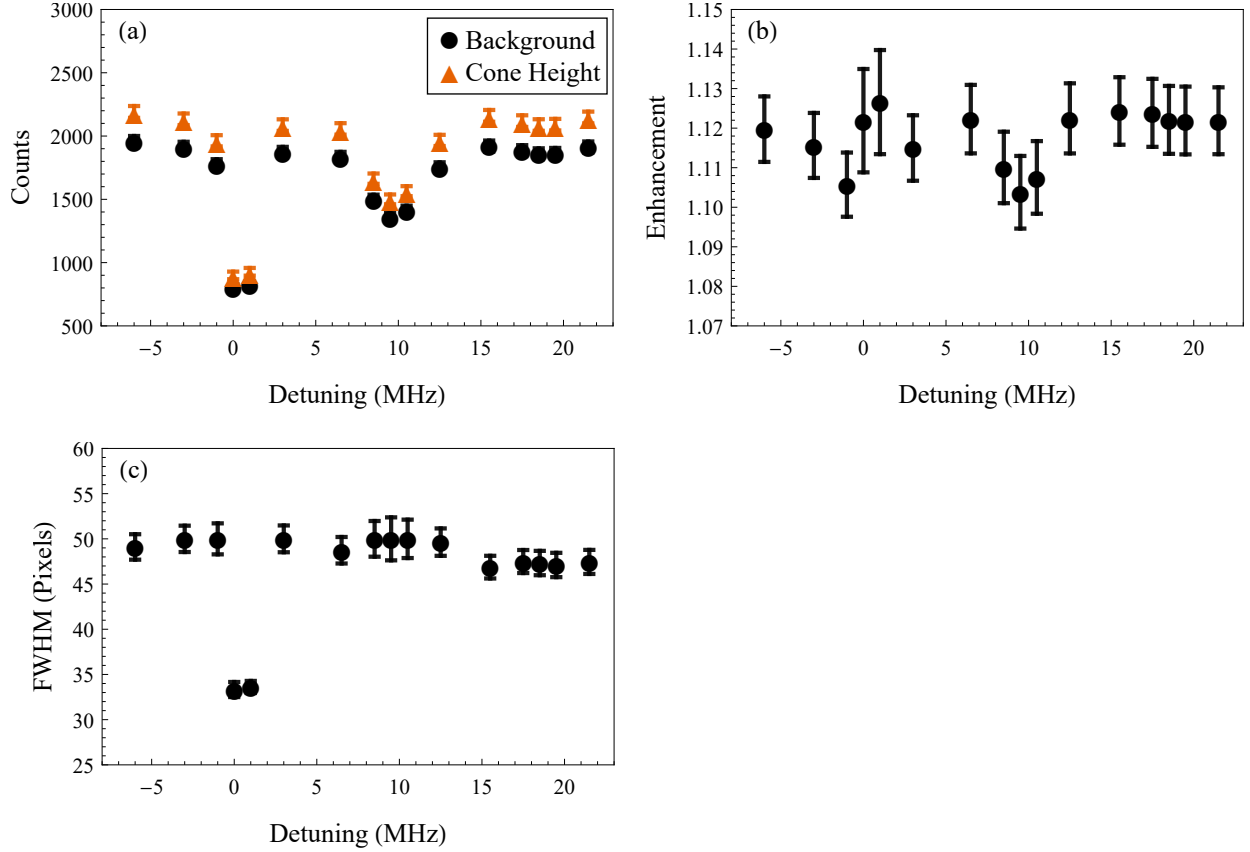 (a)
Background
Cone Height
Counts
3000
2500
2000
1500
1000
500
−5 0 5 10 15 20
Detuning (MHz)
(b)
Enhancement
1.15
1.14
1.13
1.12
1.11
1.10
1.09
1.08
1.07
−5 0 5 10 15 20
Detuning (MHz)
(c)
FWHM (Pixels)
60
55
50
45
40
35
30
25
−5 0 5 10 15 20
Detuning (MHz)